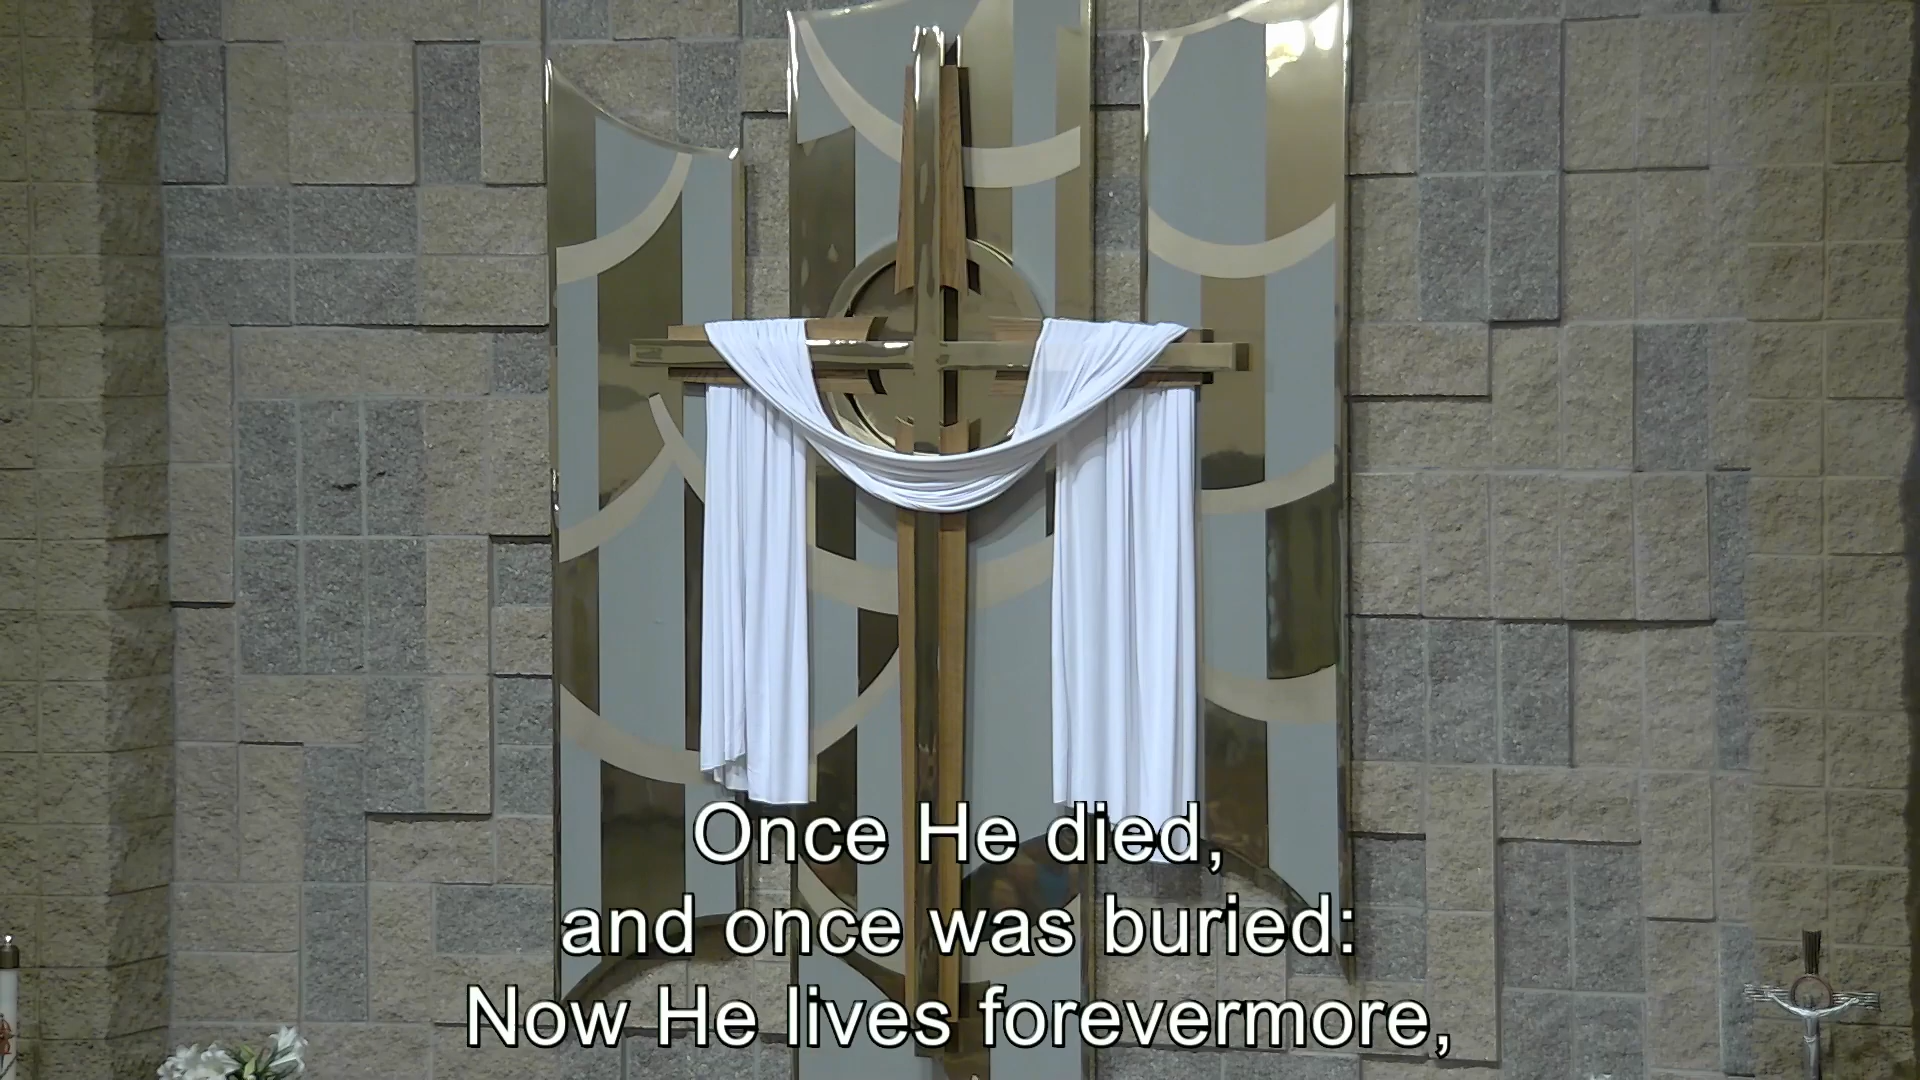 Once He died,
and once was buried:
Now He lives forevermore,